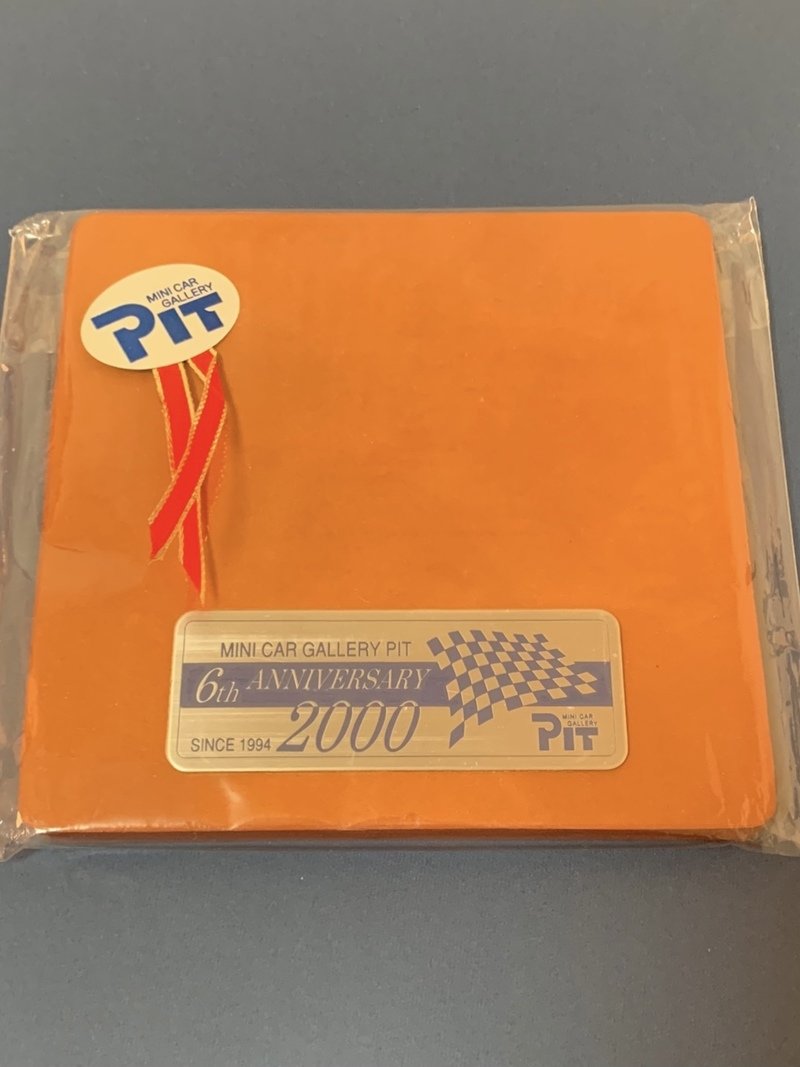 MINI CAR
GALLERY
PIT
MINI CAR GALLERY PIT
6th ANNIVERSARY
SINCE 1994 2000
MINI CAR
GALLERY
PIT